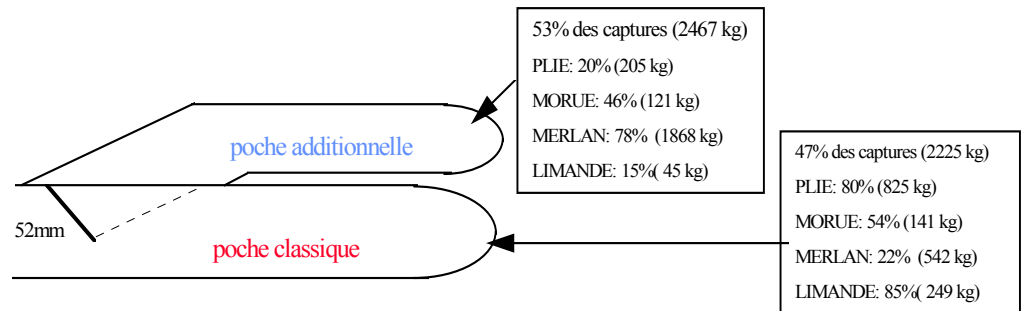 53% des captures (2467 kg)
PLIE: 20% (205 kg)
MORUE: 46% (121 kg)
MERLAN: 78% (1868 kg)
LIMANDE: 15%( 45 kg)
poche additionnelle
47% des captures (2225 kg)
PLIE: 80% (825 kg)
MORUE: 54% (141 kg)
MERLAN: 22% (542 kg)
LIMANDE: 85%( 249 kg)
52mm
poche classique